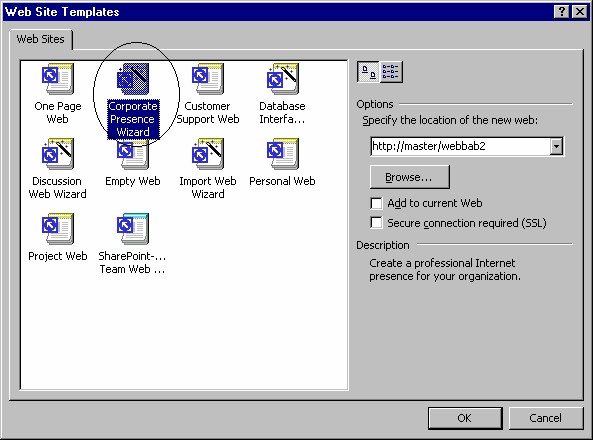 Web Site Templates
Web Sites
One Page
Web
Corporate
Presence
Wizard
Customer
Support Web
Database
Interfa...
Discussion
Web Wizard
Empty Web
Import Web
Wizard
Personal Web
Project Web
SharePoint-...
Team Web ...
Options
Specify the location of the new web:
http://master/webbab2
Browse...
Add to current Web
Secure connection required (SSL)
Description
Create a professional Internet
presence for your organization.
OK
Cancel